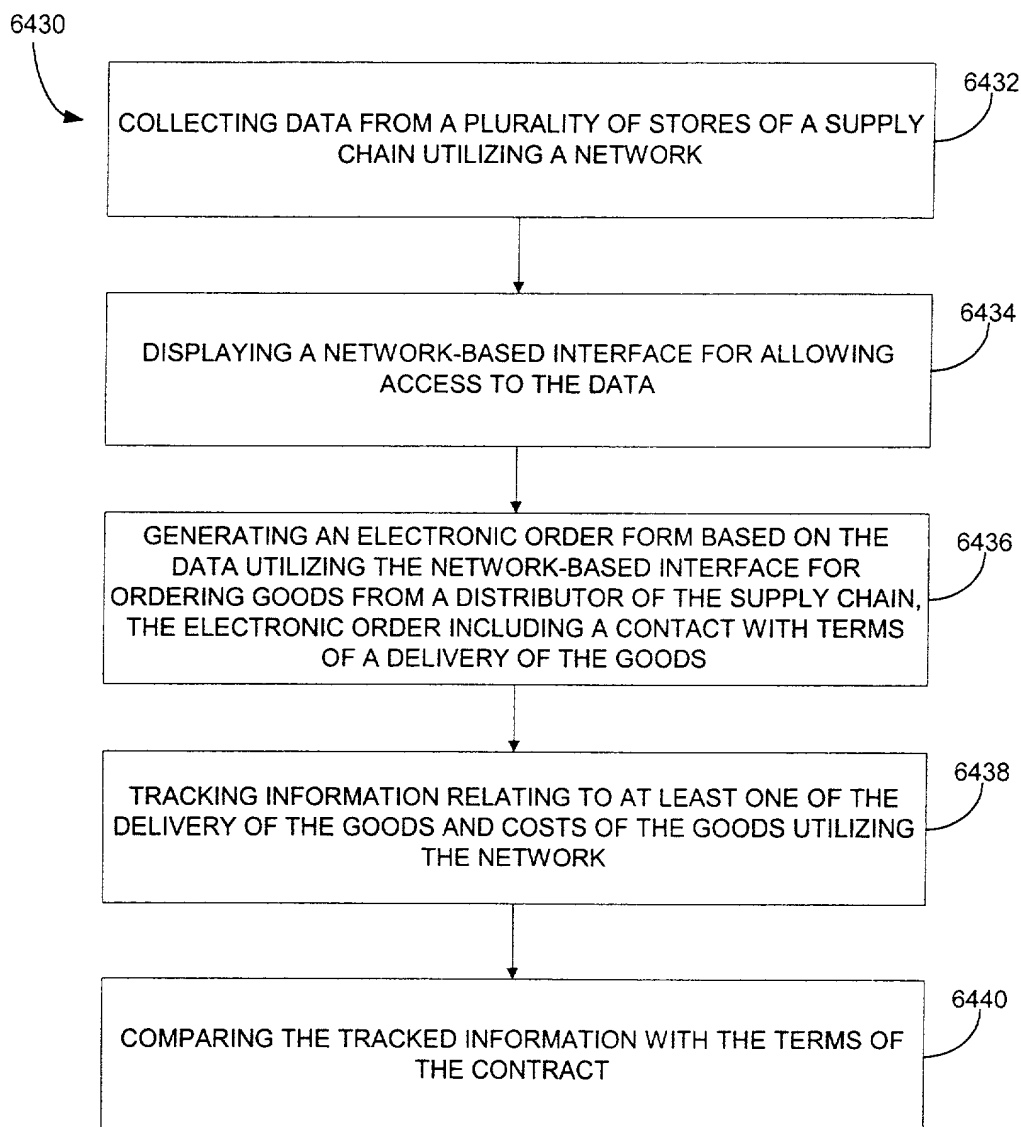 6430
6432
COLLECTING DATA FROM A PLURALITY OF STORES OF A SUPPLY
CHAIN UTILIZING A NETWORK
6434
DISPLAYING A NETWORK-BASED INTERFACE FOR ALLOWING
ACCESS TO THE DATA
6436
GENERATING AN ELECTRONIC ORDER FORM BASED ON THE
DATA UTILIZING THE NETWORK-BASED INTERFACE FOR
ORDERING GOODS FROM A DISTRIBUTOR OF THE SUPPLY CHAIN,
THE ELECTRONIC ORDER INCLUDING A CONTACT WITH TERMS
OF A DELIVERY OF THE GOODS
6438
TRACKING INFORMATION RELATING TO AT LEAST ONE OF THE
DELIVERY OF THE GOODS AND COSTS OF THE GOODS UTILIZING
THE NETWORK
6440
COMPARING THE TRACKED INFORMATION WITH THE TERMS OF
THE CONTRACT